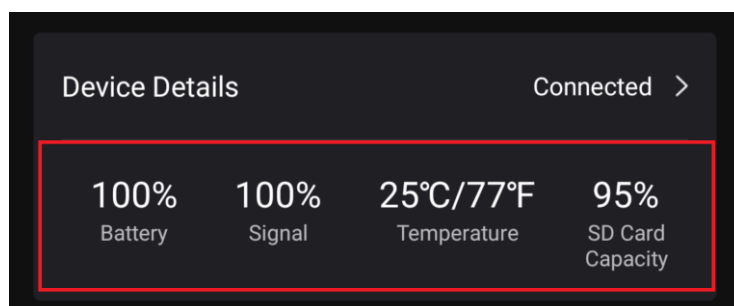 Device Details Connected >
100% 100% 25℃/77℉ 95%
Battery Signal Temperature SD Card
Capacity